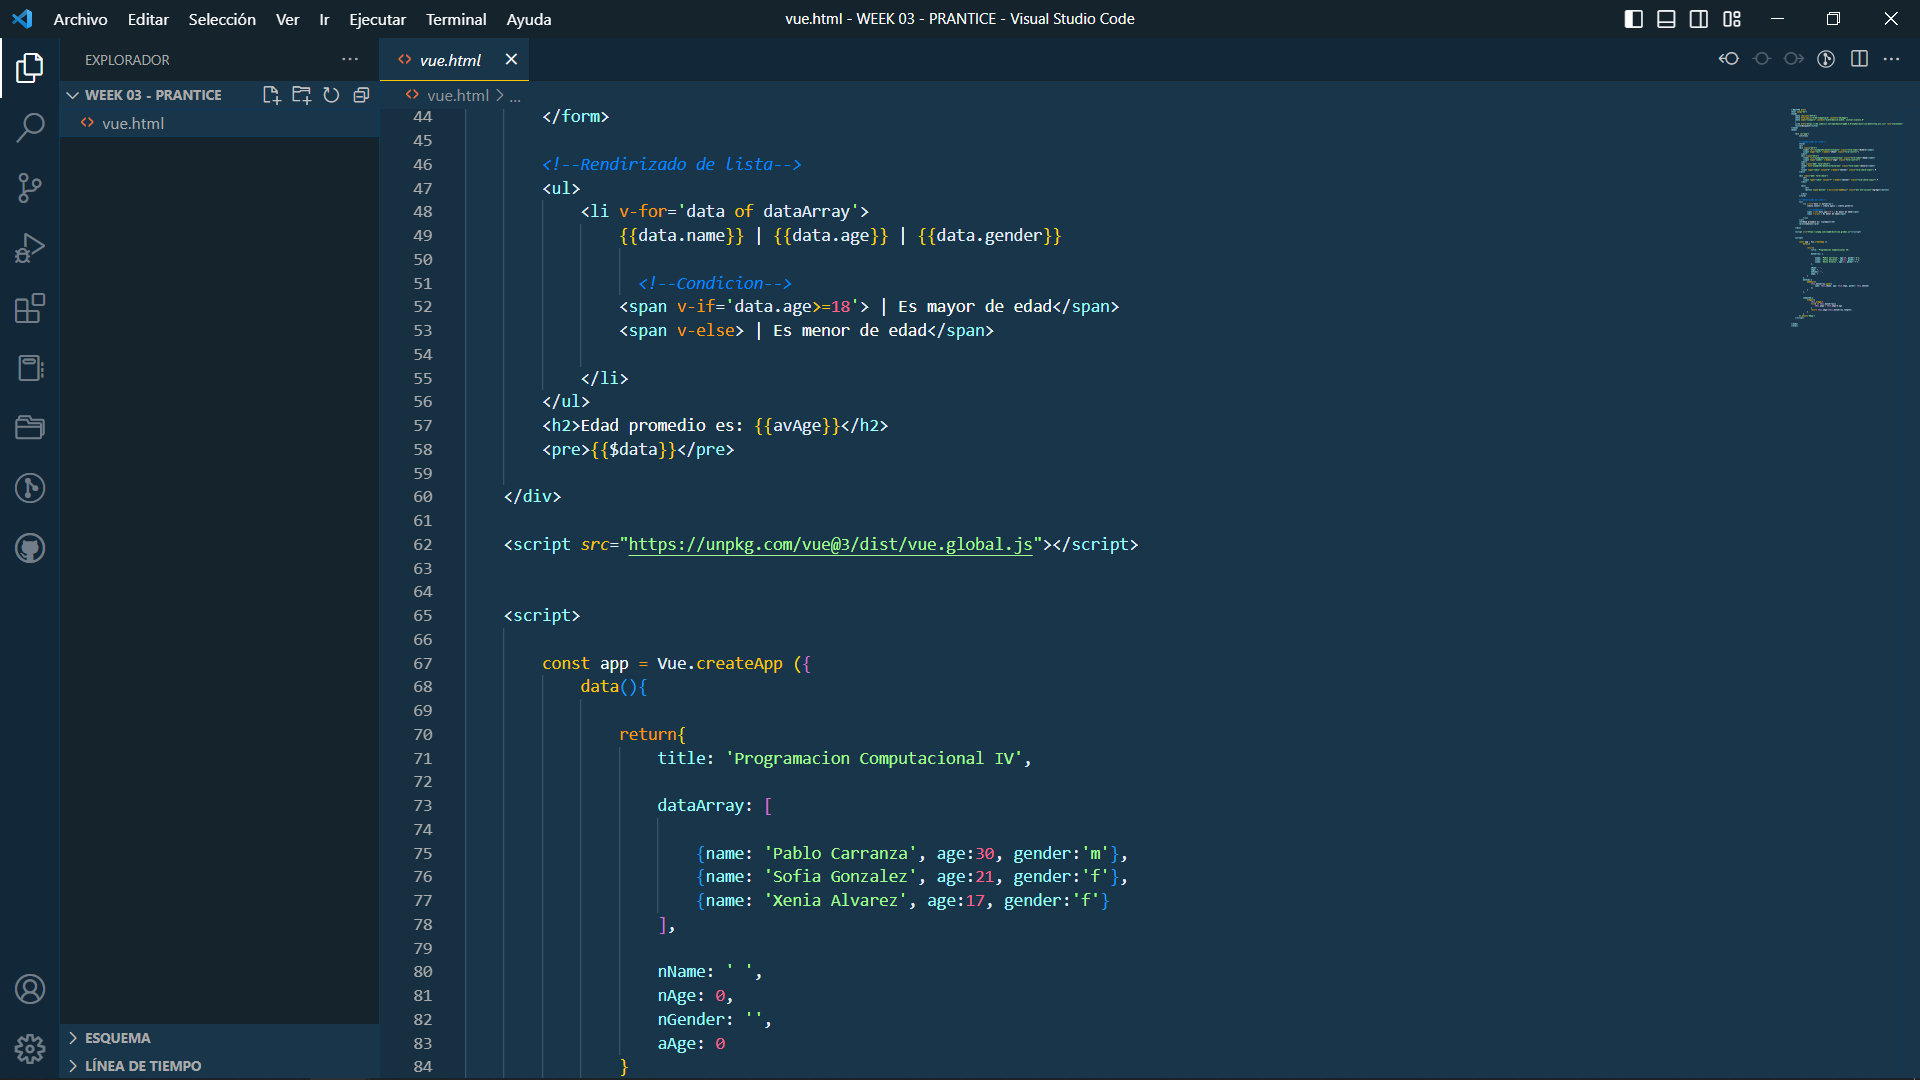 Archivo Editar Selección Ver Ir Ejecutar Terminal Ayuda
vue.html - WEEK 03 - PRANTICE - Visual Studio Code
EXPLORADOR
WEEK 03 - PRANTICE
vue.html
ESQUEMA
LÍNEA DE TIEMPO
vue.html
vue.html > ...
44 </form>
45
46 <!--Rendirizado de lista-->
47 <ul>
48 <li v-for='data of dataArray'>
49 {{data.name}} | {{data.age}} | {{data.gender}}
50
51 <!--Condicion-->
52 <span v-if='data.age>=18'> | Es mayor de edad</span>
53 <span v-else> | Es menor de edad</span>
54
55 </li>
56 </ul>
57 <h2>Edad promedio es: {{avAge}}</h2>
58 <pre>{{$data}}</pre>
59
60 </div>
61
62 <script src="https://unpkg.com/vue@3/dist/vue.global.js"></script>
63
64
65 <script>
66
67 const app = Vue.createApp ({
68 data(){
69
70 return{
71 title: 'Programacion Computacional IV',
72
73 dataArray: [
74
75 {name: 'Pablo Carranza', age:30, gender:'m'},
76 {name: 'Sofia Gonzalez', age:21, gender:'f'},
77 {name: 'Xenia Alvarez', age:17, gender:'f'}
78 ],
79
80 nName: ' ',
81 nAge: 0,
82 nGender: '',
83 aAge: 0
84 }